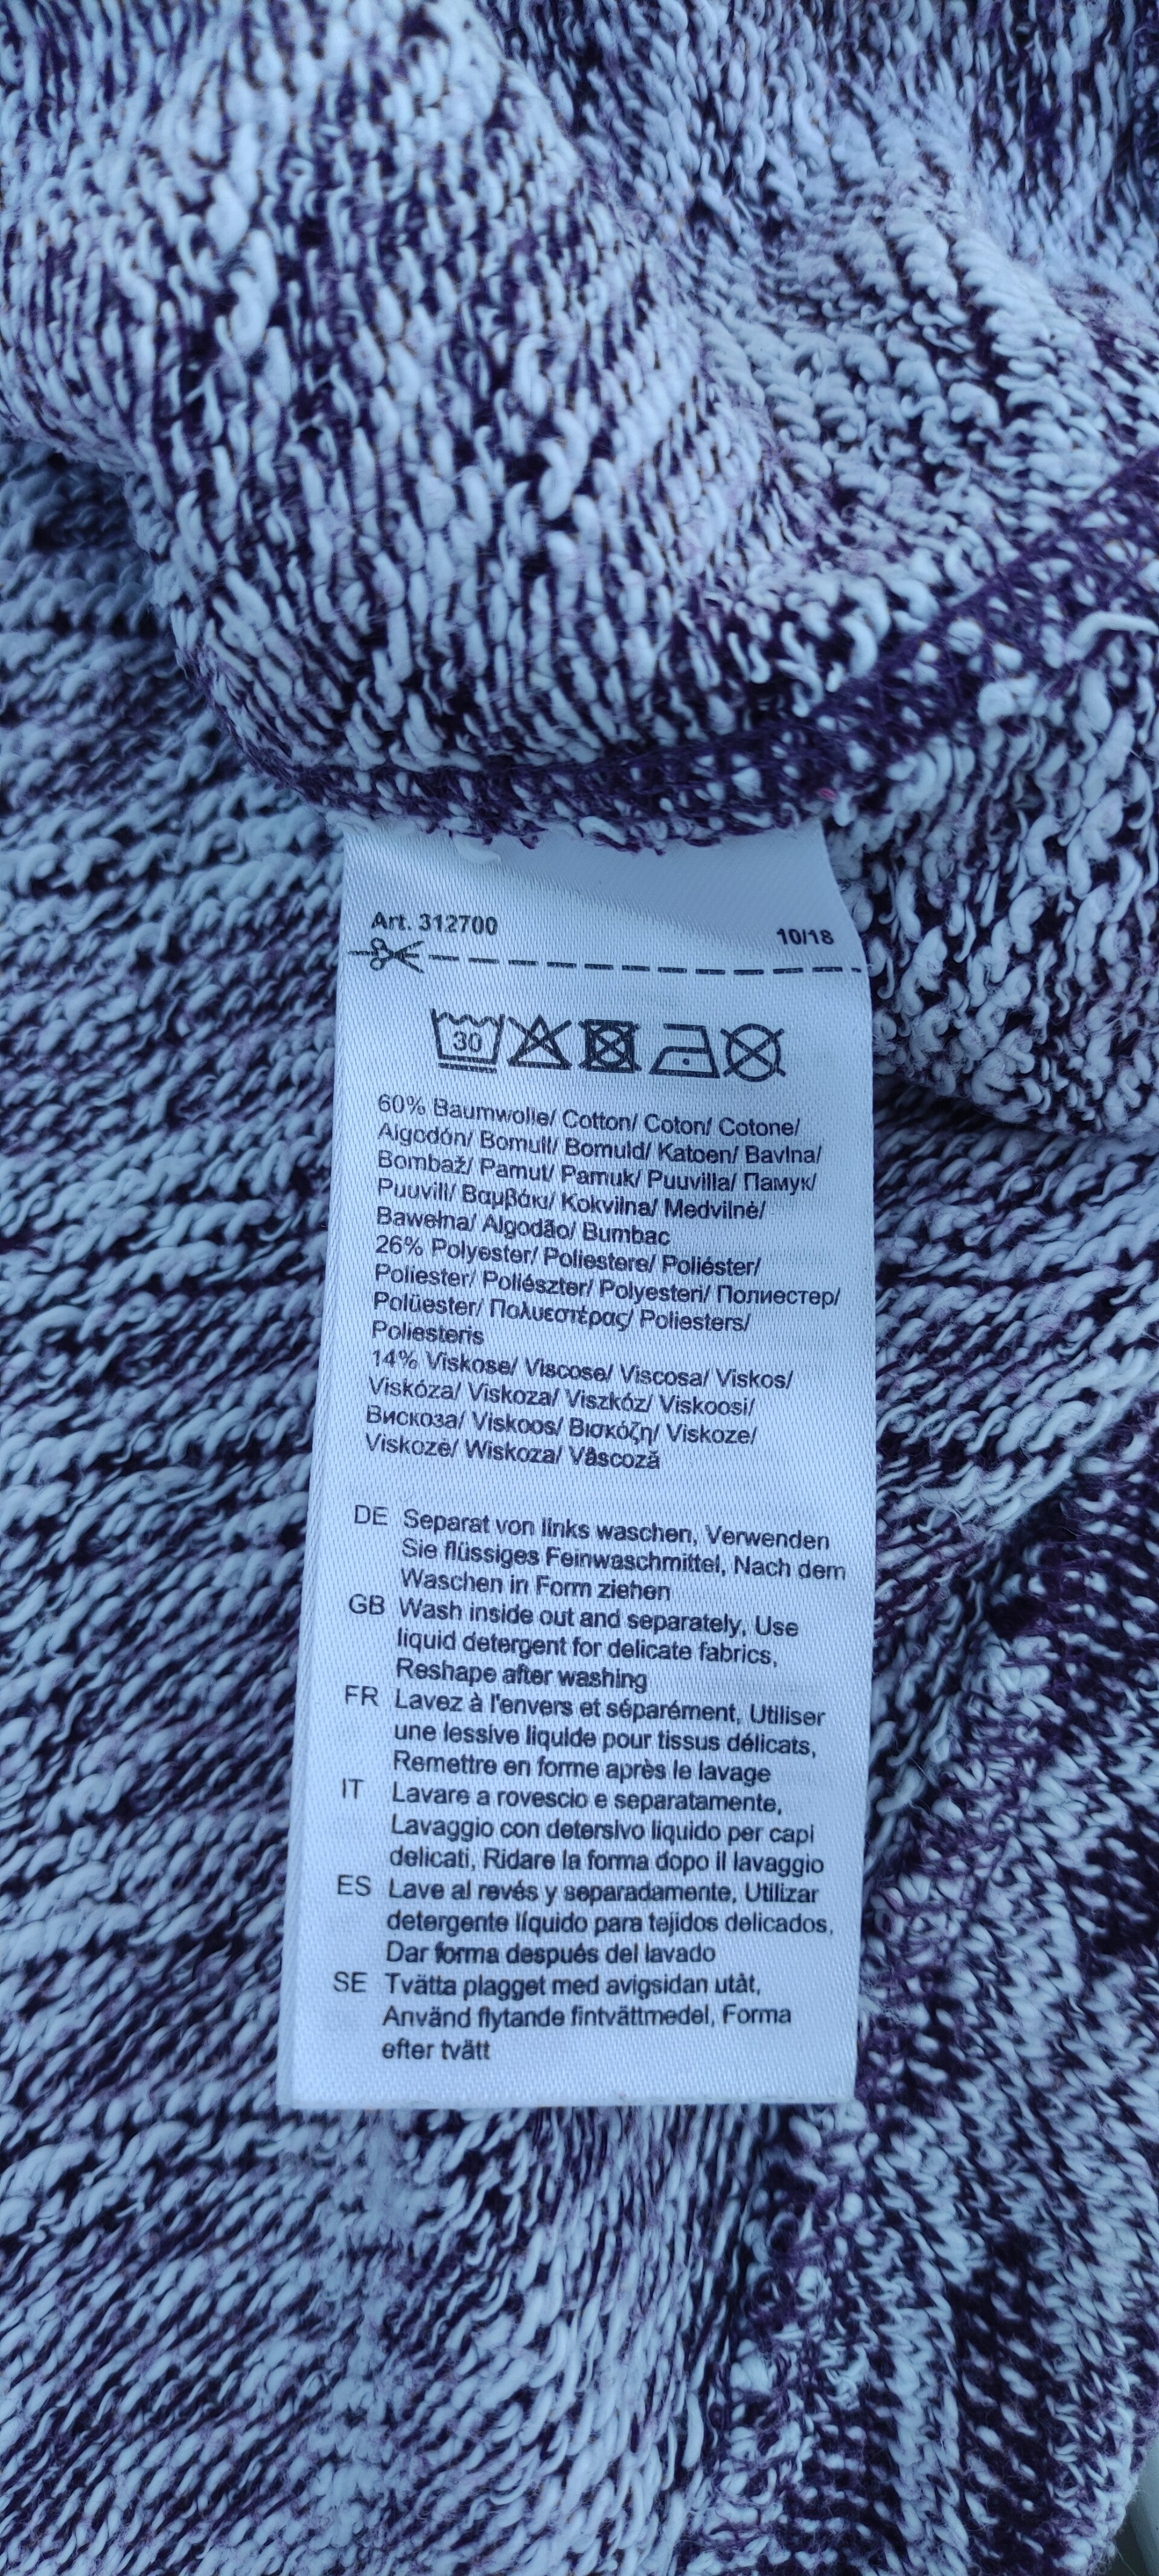 Art. 312700
10/18
30
60% Baumwolle/ Cotton/ Coton/ Cotone/
Algodón/ Bomull/ Bomuld/ Katoen/ Bavlna/
Bombaž/ Pamut/ Pamuk/ Puuvilla/ Памук/
Puuvill/ Βαμβάκι/ Kokvilna/ Medvilnė/
Bawełna/ Algodão/ Bumbac
26% Polyester/ Poliestere/ Poliéster/
Poliester/ Poliészter/ Polyesteri/ Полиестер/
Polüester/ Πολυεστέρας/ Poliesters/
Poliesteris
14% Viskose/ Viscose/ Viscosa/ Viskos/
Viskóza/ Viskoza/ Viszkóz/ Viskoosi/
Вискоза/ Viskoos/ Βισκόζη/ Viskoze/
Viskozė/ Wiskoza/ Vâscoză
DE Separat von links waschen, Verwenden
Sie flüssiges Feinwaschmittel, Nach dem
Waschen in Form ziehen
GB Wash inside out and separately, Use
liquid detergent for delicate fabrics,
Reshape after washing
FR Lavez à l'envers et séparément, Utiliser
une lessive liquide pour tissus délicats,
Remettre en forme après le lavage
IT Lavare a rovescio e separatamente,
Lavaggio con detersivo liquido per capi
delicati, Ridare la forma dopo il lavaggio
ES Lave al revés y separadamente, Utilizar
detergente líquido para tejidos delicados,
Dar forma después del lavado
SE Tvätta plagget med avigsidan utåt,
Använd flytande fintvättmedel, Forma
efter tvätt